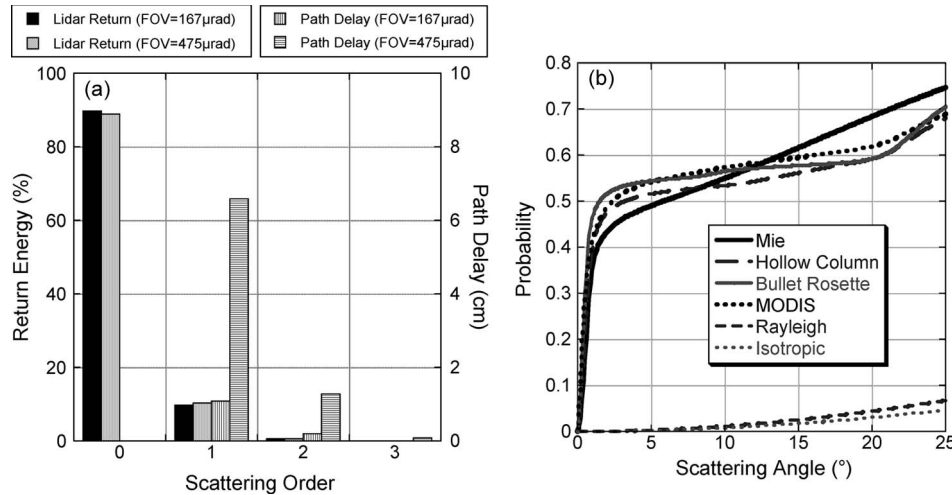 Lidar Return (FOV=167µrad)
Lidar Return (FOV=475µrad)
Path Delay (FOV=167µrad)
Path Delay (FOV=475µrad)
(a)
100
80
60
40
20
0
Return Energy (%)
10
8
6
4
2
0
Path Delay (cm)
0 1 2 3
Scattering Order
(b)
0.8
0.7
0.6
0.5
0.4
0.3
0.2
0.1
0
Probability
Mie
Hollow Column
Bullet Rosette
MODIS
Rayleigh
Isotropic
0 5 10 15 20 25
Scattering Angle (°)